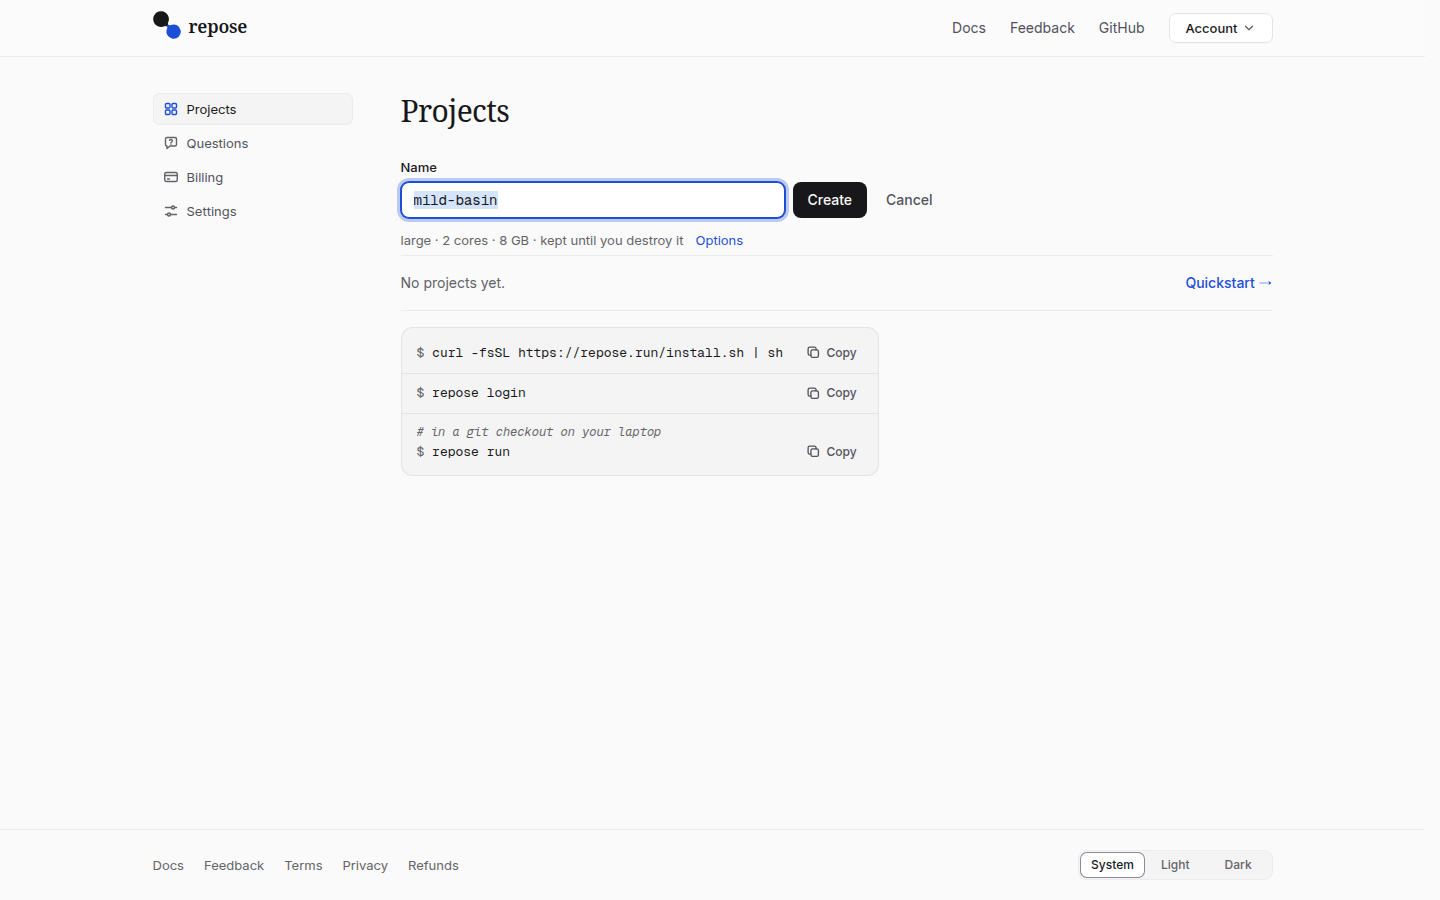 repose
Docs Feedback GitHub Account
Projects
Questions
Billing
Settings
Projects
Name
mild-basin Create Cancel
large · 2 cores · 8 GB · kept until you destroy it Options
No projects yet. Quickstart →
$ curl -fsSL https://repose.run/install.sh | sh Copy
$ repose login Copy
# in a git checkout on your laptop
$ repose run Copy
Docs Feedback Terms Privacy Refunds
System Light Dark